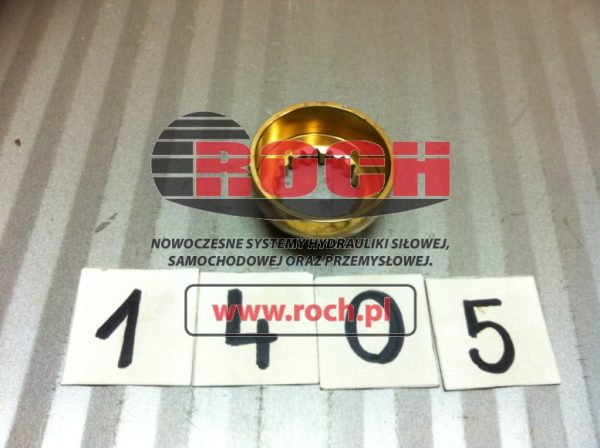 ROCH
NOWOCZESNE SYSTEMY HYDRAULIKI SIŁOWEJ,
SAMOCHODOWEJ ORAZ PRZEMYSŁOWEJ.
www.roch.pl
1 4 0 5